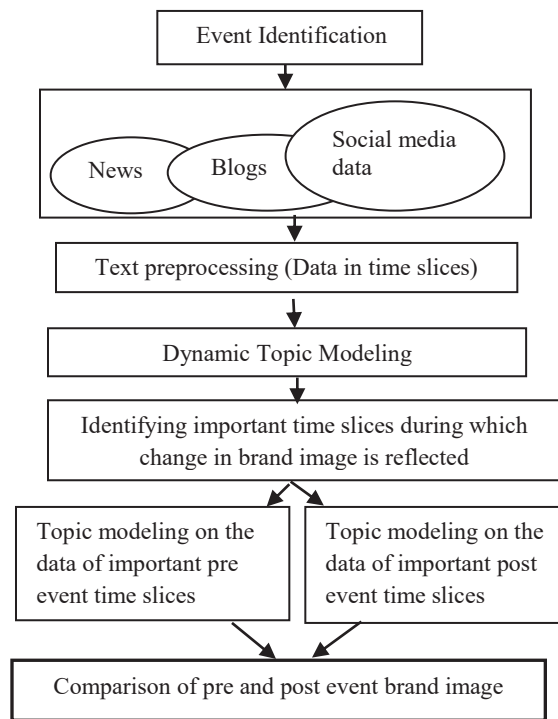 Event Identification
News
Blogs
Social media
data
Text preprocessing (Data in time slices)
Dynamic Topic Modeling
Identifying important time slices during which
change in brand image is reflected
Topic modeling on the
data of important pre
event time slices
Topic modeling on the
data of important post
event time slices
Comparison of pre and post event brand image